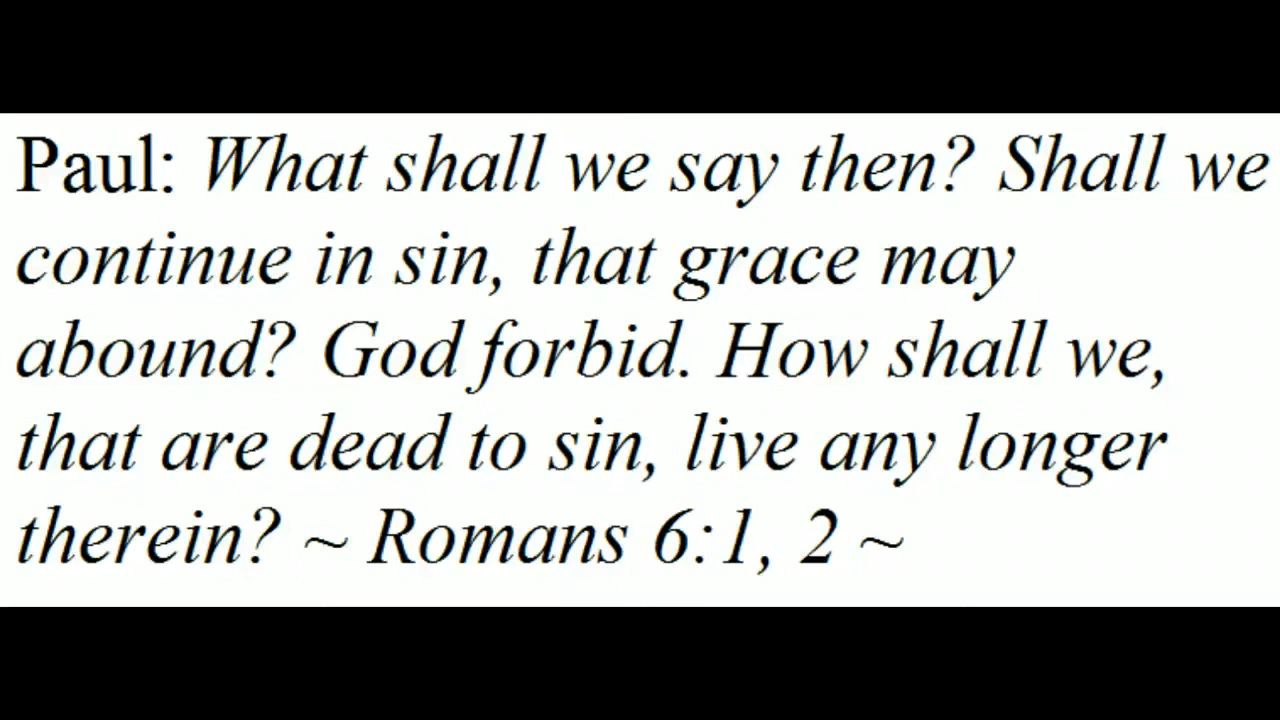 Paul: What shall we say then? Shall we
continue in sin, that grace may
abound? God forbid. How shall we,
that are dead to sin, live any longer
therein? ~ Romans 6:1, 2 ~